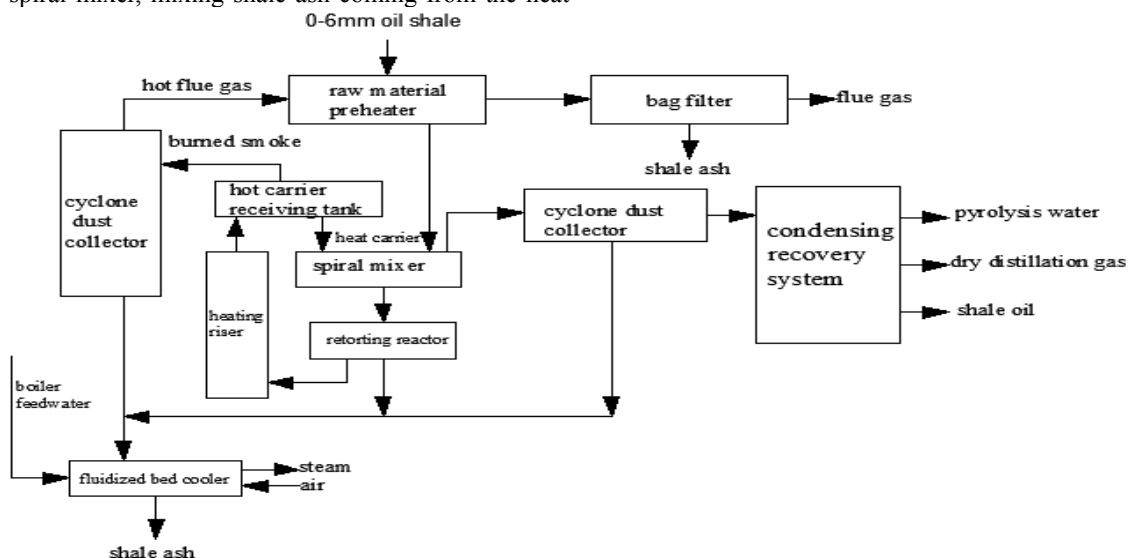 spiral mixer, mixing shale ash coming from the heat
0-6mm oil shale
hot flue gas
raw material
preheater
bag filter
flue gas
burned smoke
shale ash
cyclone
dust
collector
hot carrier
receiving tank
cyclone dust
collector
condensing
recovery
system
pyrolysis water
dry distillation gas
shale oil
heat carrier
spiral mixer
heating
riser
retorting reactor
boiler
feedwater
fluidized bed cooler
steam
air
shale ash